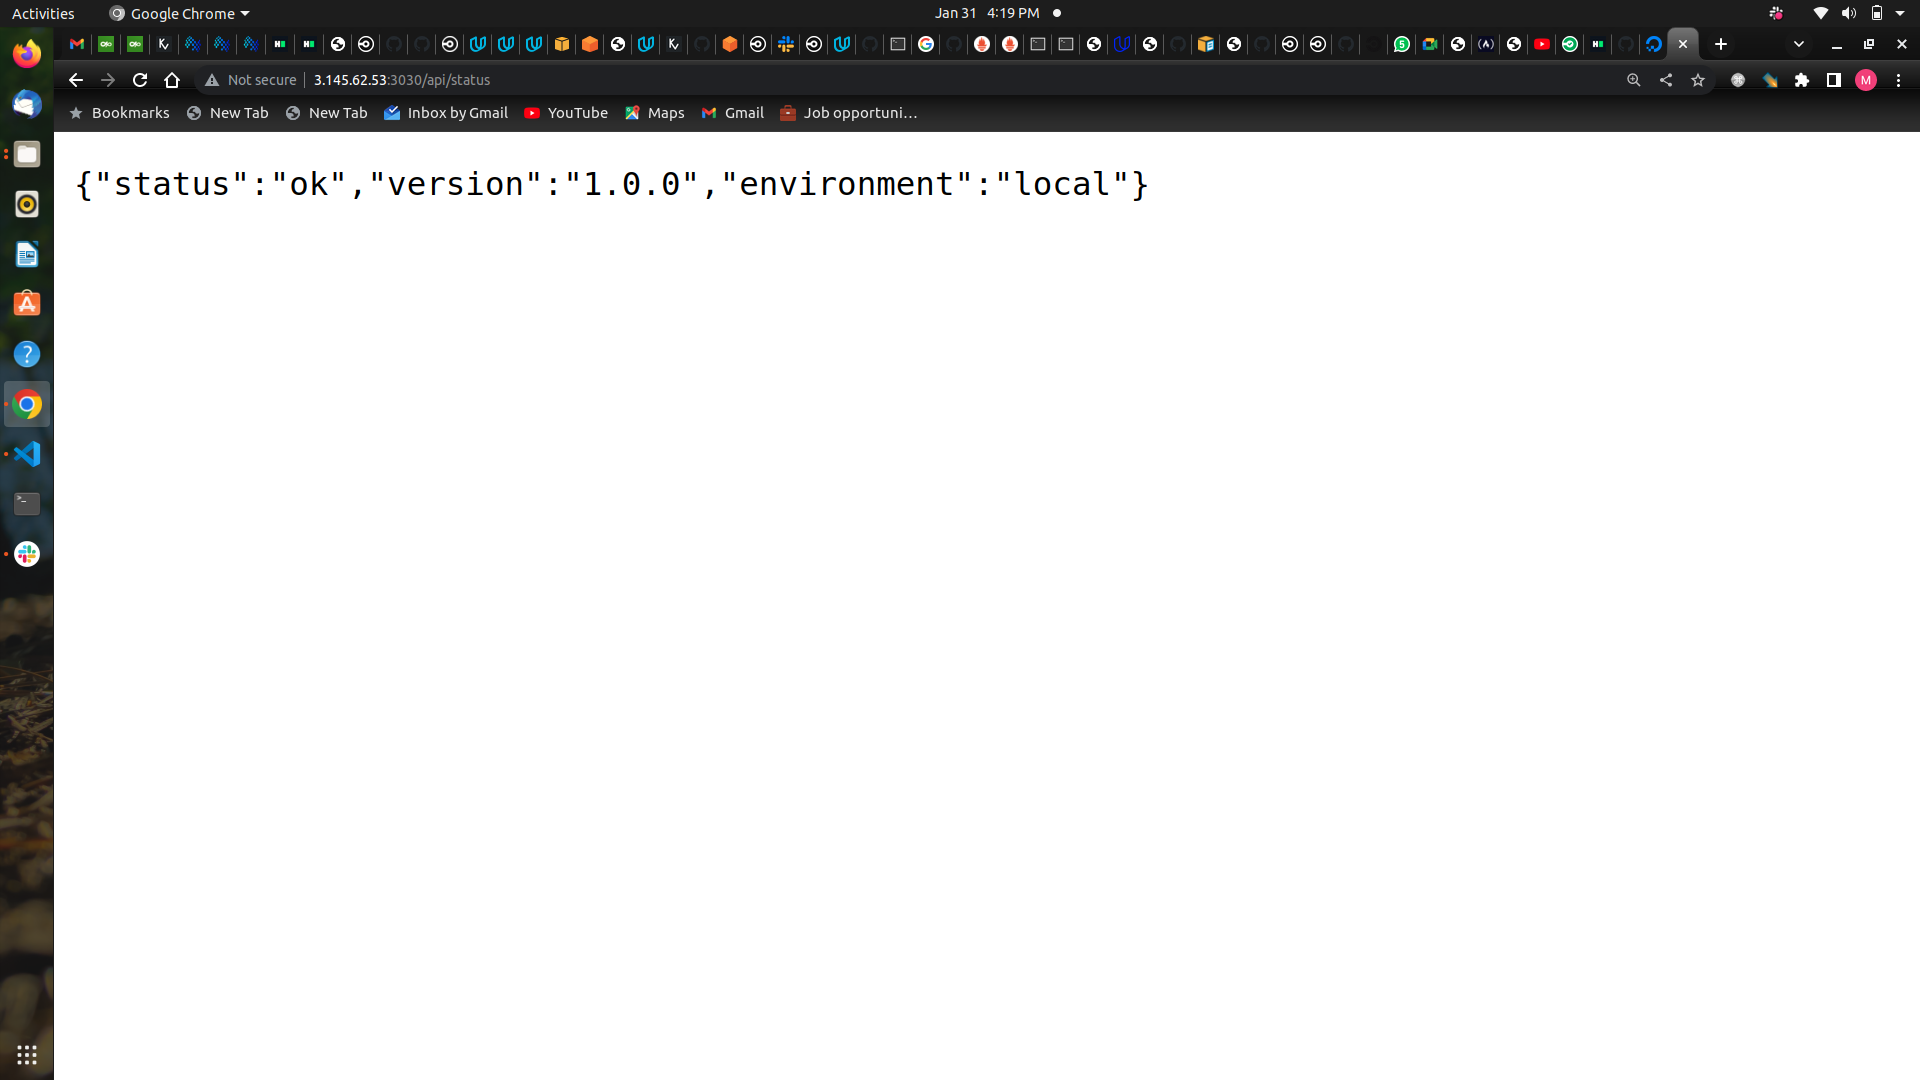 Activities Google Chrome Jan 31 4:19 PM
Not secure 3.145.62.53:3030/api/status M
Bookmarks New Tab New Tab Inbox by Gmail YouTube Maps Gmail Job opportuni…
{"status":"ok","version":"1.0.0","environment":"local"}